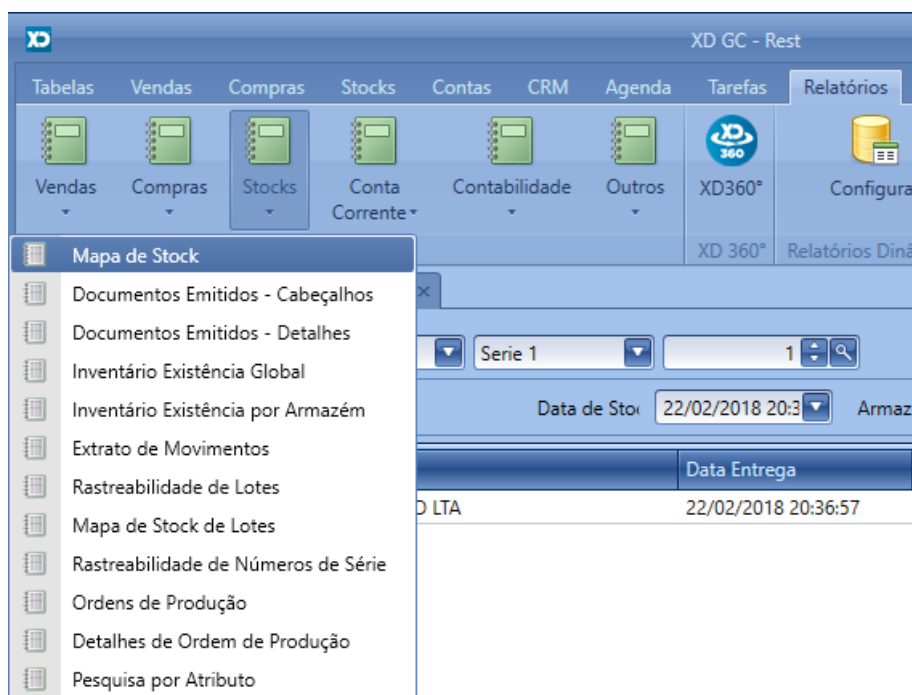 XD
XD GC - Rest
Tabelas Vendas Compras Stocks Contas CRM Agenda Tarefas Relatórios
XD 360
Vendas Compras Stocks Conta Corrente Contabilidade Outros XD360° Configura
XD 360° Relatórios Dinâ
Mapa de Stock
Documentos Emitidos - Cabeçalhos
Documentos Emitidos - Detalhes
Serie 1 1
Inventário Existência Global
Inventário Existência por Armazém
Data de Sto 22/02/2018 20:3 Armaz
Extrato de Movimentos
Data Entrega
Rastreabilidade de Lotes
O LTA 22/02/2018 20:36:57
Mapa de Stock de Lotes
Rastreabilidade de Números de Série
Ordens de Produção
Detalhes de Ordem de Produção
Pesquisa por Atributo